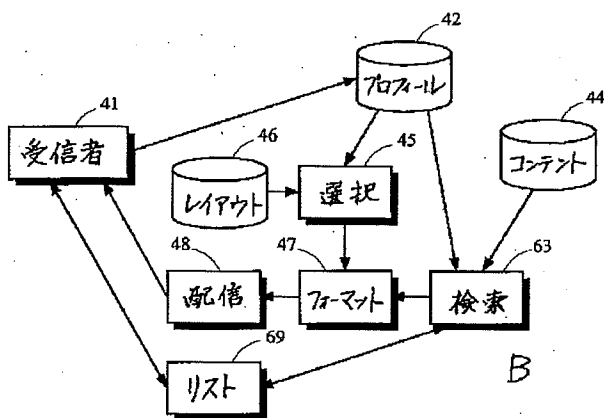 42
プロフィール
41
受信者
44
コンテント
46
レイアウト
45
選択
48
配信
47
フォーマット
63
検索
69
リスト
B